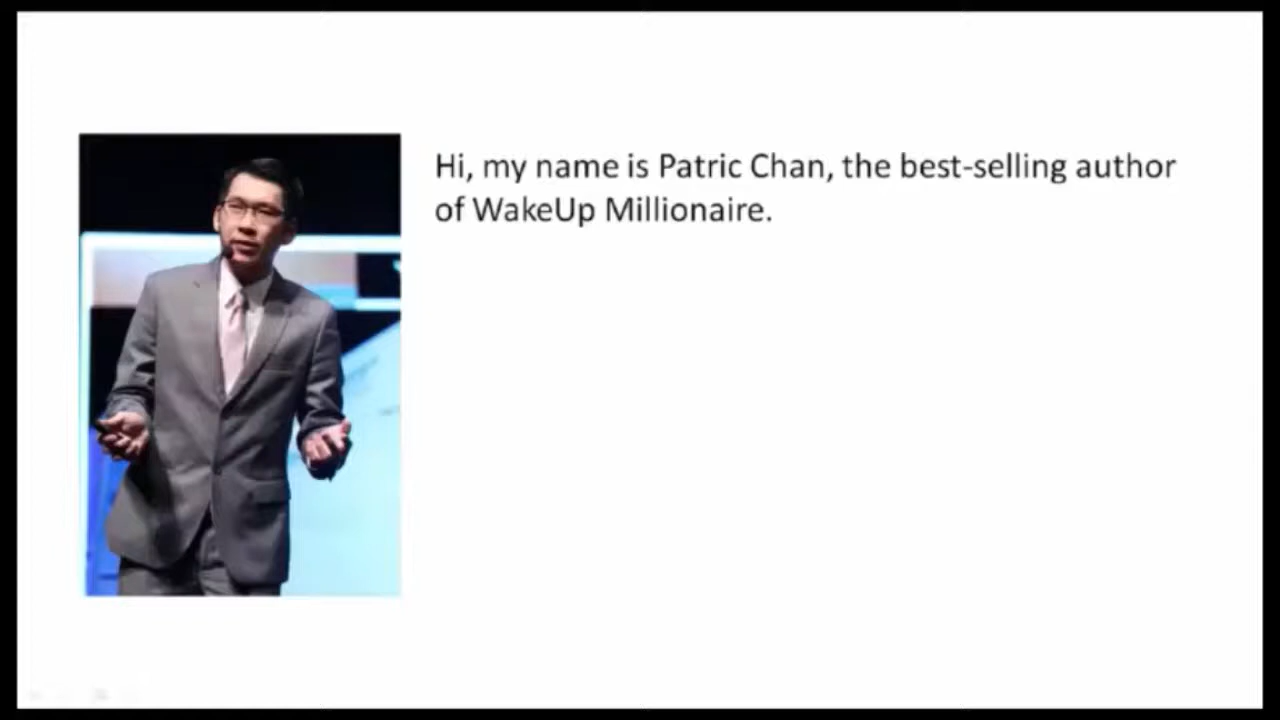 Hi, my name is Patric Chan, the best-selling author
of WakeUp Millionaire.